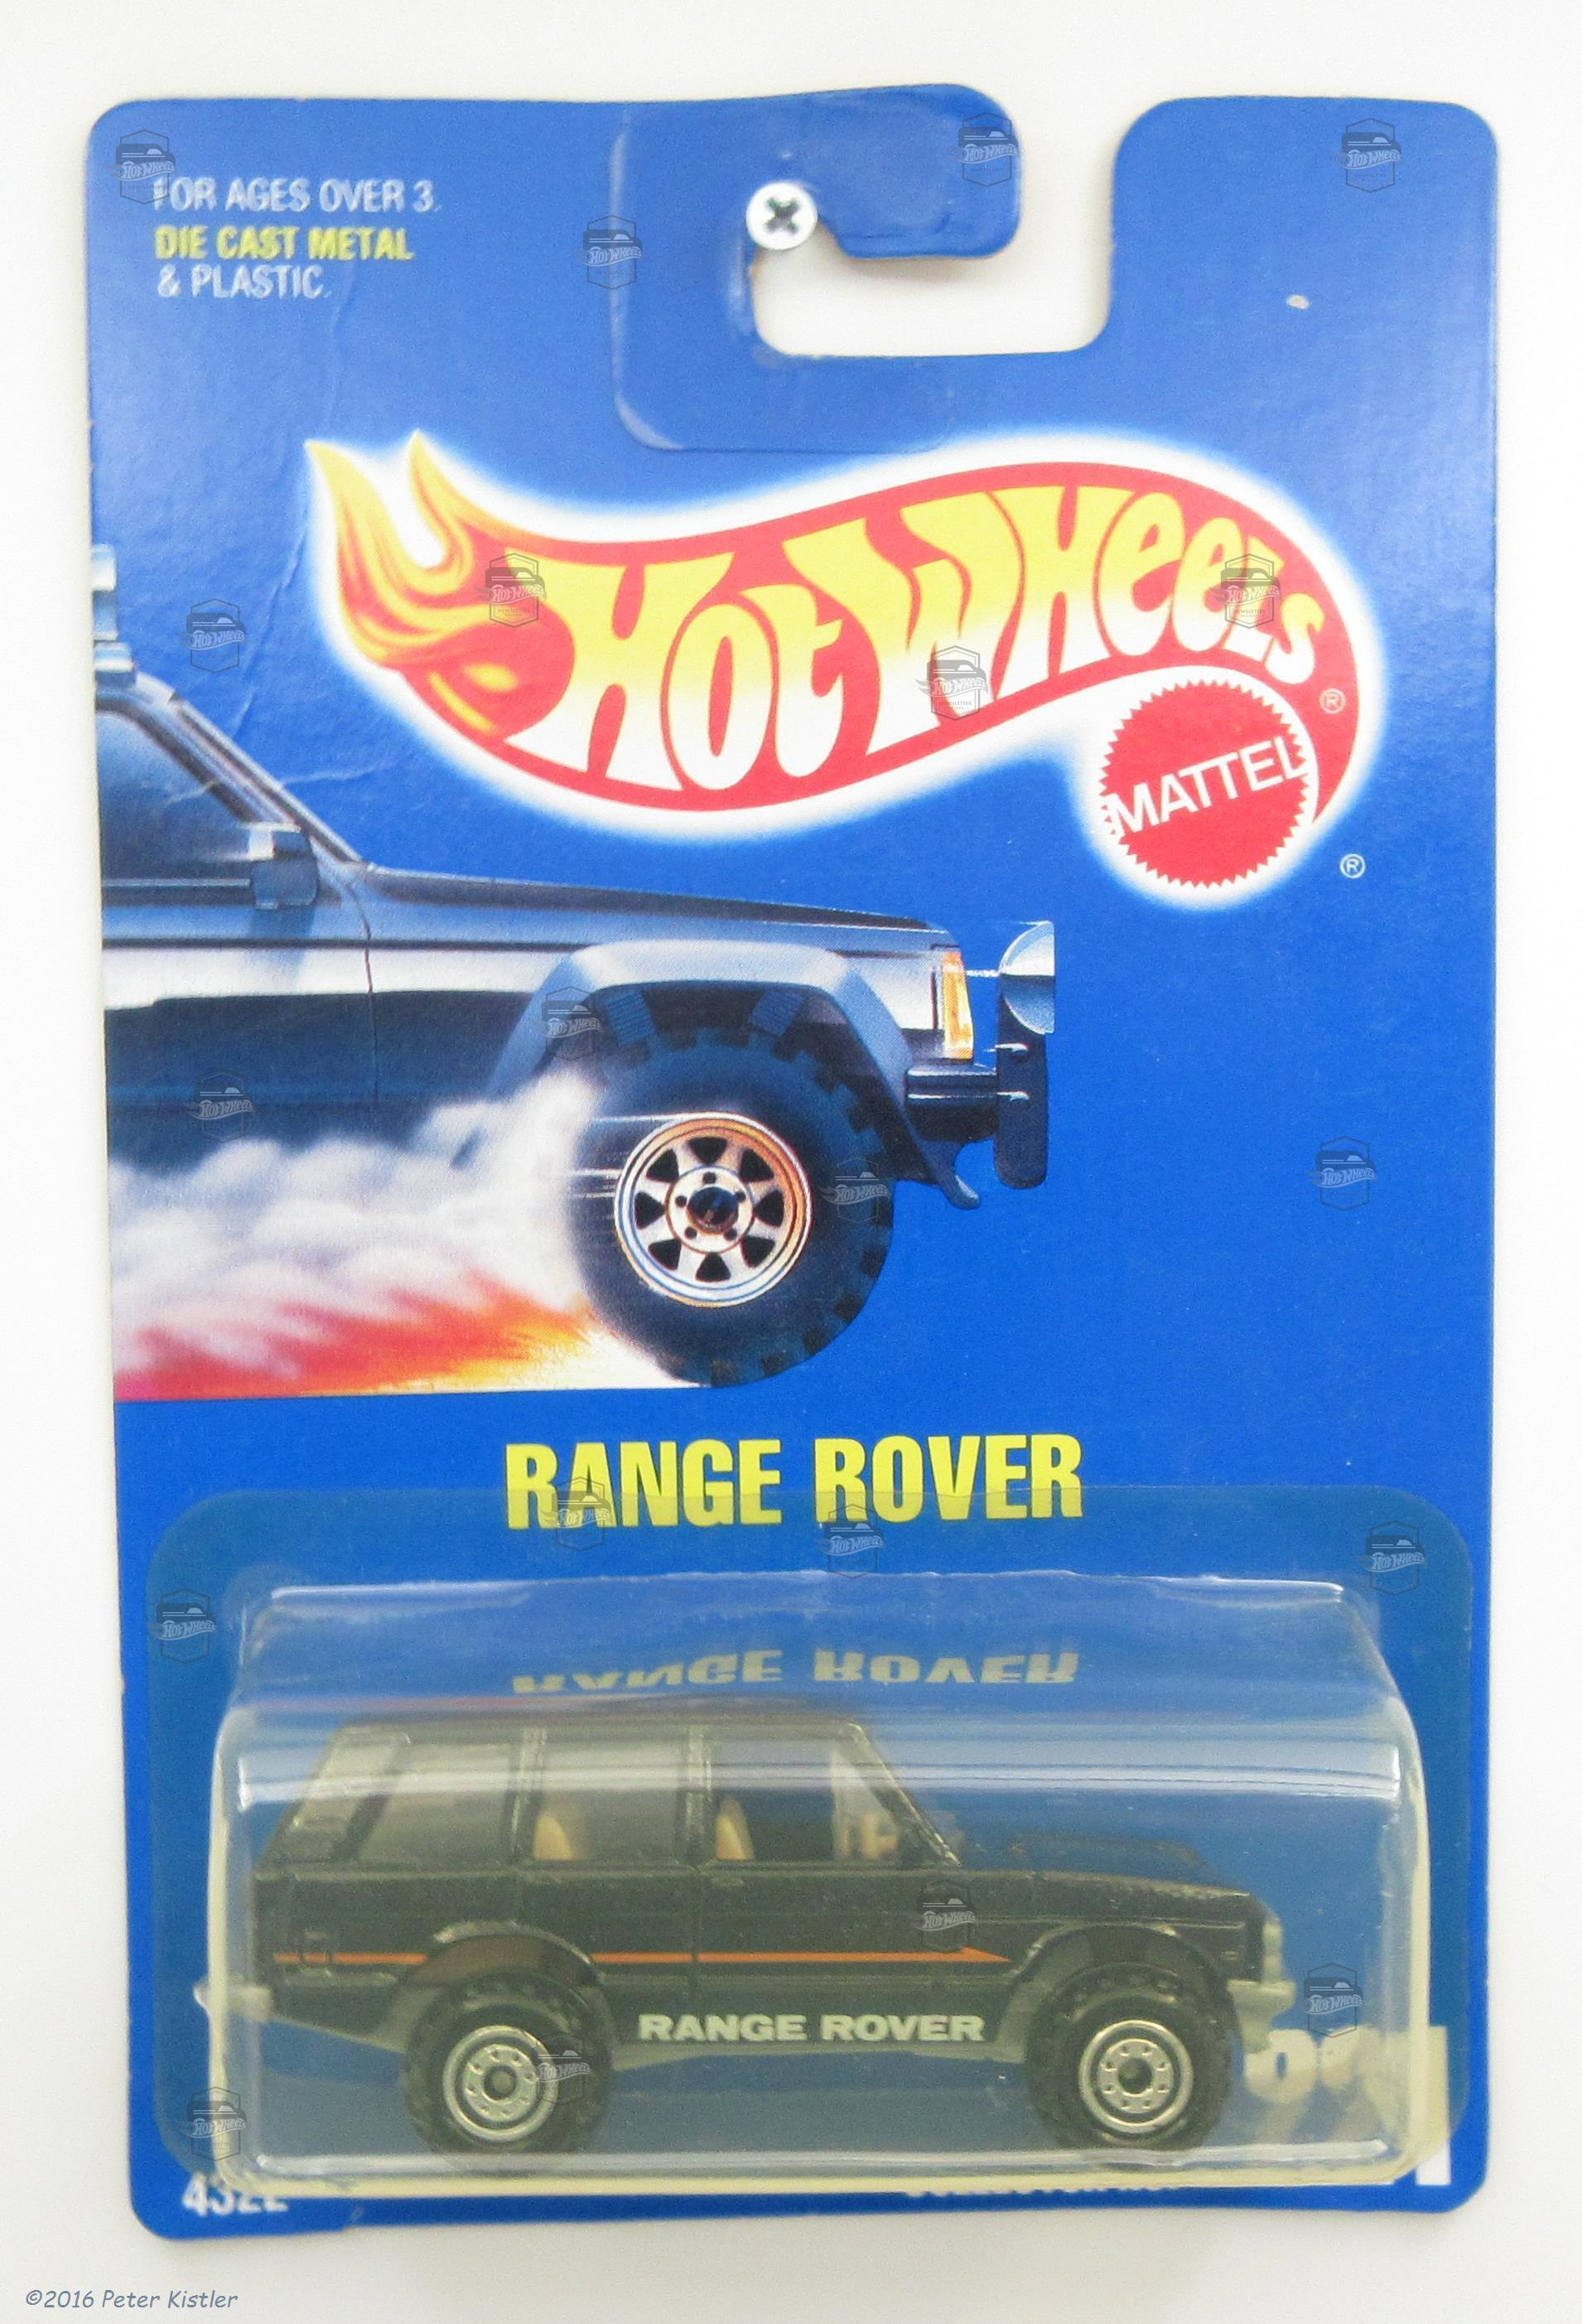 FOR AGES OVER 3.
DIE CAST METAL
& PLASTIC.
Hot Wheels ®
MATTEL
®
RANGE ROVER
RANGE ROVER
4322
©2016 Peter Kistler